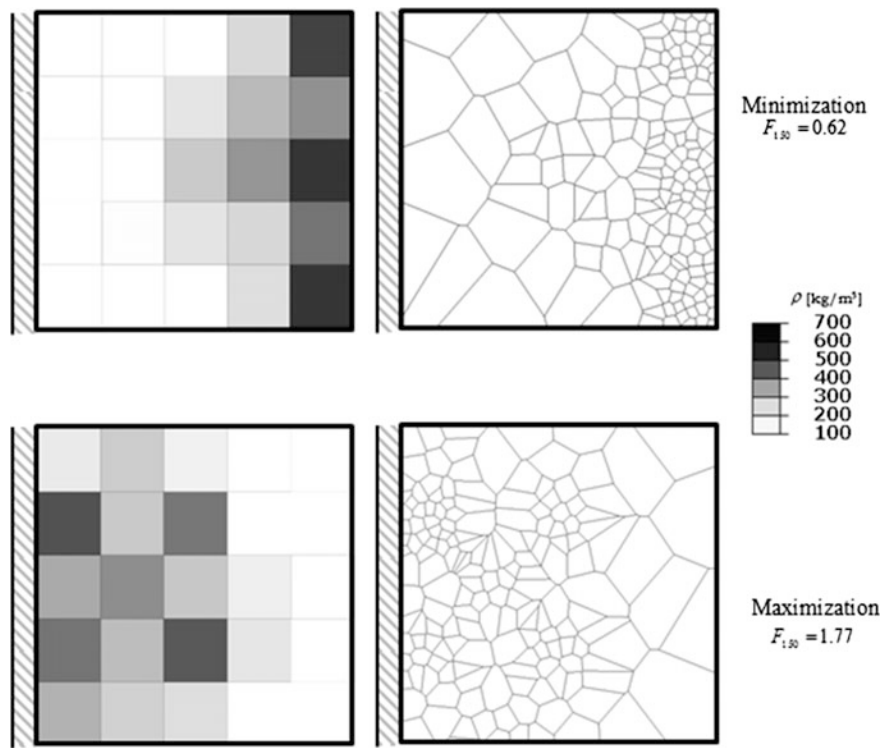 Minimization
F₁₅₀ = 0.62
ρ [kg/m³]
700
600
500
400
300
200
100
Maximization
F₁₅₀ = 1.77